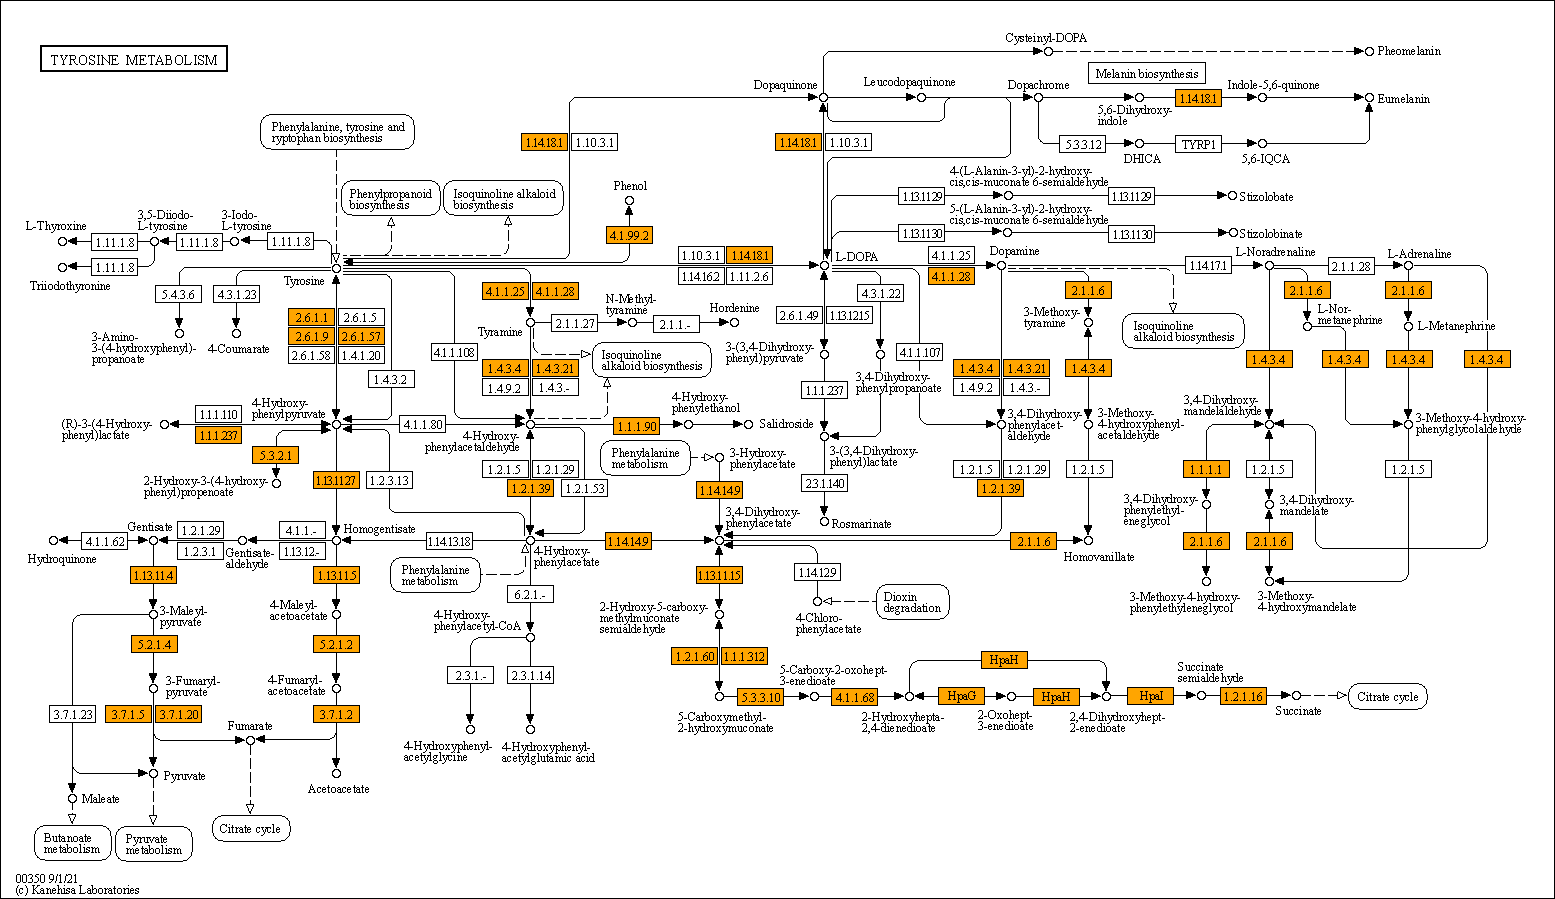 TYROSINE METABOLISM
Cysteinyl-DOPA
Pheomelanin
Dopaquinone
Leucodopaquinone
Dopachrome
Melanin biosynthesis
Indole-5,6-quinone
1.14.18.1
Eumelanin
5,6-Dihydroxy-
indole
Phenylalanine, tyrosine and
ryptophan biosynthesis
1.14.18.1
1.10.3.1
1.14.18.1
1.10.3.1
5.3.3.12
TYRP1
DHICA
5,6-IQCA
Phenylpropanoid
biosynthesis
Isoquinoline alkaloid
biosynthesis
Phenol
4-(L-Alanin-3-yl)-2-hydroxy-
cis,cis-muconate 6-semialdehyde
1.13.11.29
1.13.11.29
Stizolobate
5-(L-Alanin-3-yl)-2-hydroxy-
cis,cis-muconate 6-semialdehyde
1.13.11.30
1.13.11.30
Stizolobinate
L-Thyroxine
3,5-Diiodo-
L-tyrosine
3-Iodo-
L-tyrosine
1.11.1.8
1.11.1.8
1.11.1.8
4.1.99.2
1.11.1.8
Triiodothyronine
1.10.3.1
1.14.18.1
1.14.16.2
1.11.2.6
L-DOPA
4.1.1.25
4.1.1.28
Dopamine
1.14.17.1
L-Noradrenaline
2.1.1.28
L-Adrenaline
Tyrosine
5.4.3.6
4.3.1.23
4.1.1.25
4.1.1.28
4.3.1.22
2.1.1.6
2.1.1.6
2.1.1.6
2.6.1.1
2.6.1.5
2.6.1.9
2.6.1.57
2.6.1.58
1.4.1.20
N-Methyl-
tyramine
Hordenine
Tyramine
2.1.1.27
2.1.1.-
2.6.1.49
1.13.12.15
3-Methoxy-
tyramine
Isoquinoline
alkaloid biosynthesis
L-Nor-
metanephrine
L-Metanephrine
3-Amino-
3-(4-hydroxyphenyl)-
propanoate
4-Coumarate
4.1.1.108
Isoquinoline
alkaloid biosynthesis
3-(3,4-Dihydroxy-
phenyl)pyruvate
4.1.1.107
1.4.3.4
1.4.3.21
1.4.9.2
1.4.3.-
1.4.3.2
3,4-Dihydroxy-
phenylpropanoate
1.1.1.237
1.4.3.4
1.4.3.21
1.4.9.2
1.4.3.-
1.4.3.4
1.4.3.4
1.4.3.4
1.4.3.4
1.4.3.4
(R)-3-(4-Hydroxy-
phenyl)lactate
1.1.1.110
1.1.1.237
4-Hydroxy-
phenylpyruvate
4.1.1.80
4-Hydroxy-
phenylacetaldehyde
1.1.1.90
4-Hydroxy-
phenylethanol
Salidroside
3,4-Dihydroxy-
phenylacet-
aldehyde
3-Methoxy-
4-hydroxyphenyl-
acetaldehyde
3,4-Dihydroxy-
mandelaldehyde
3-Methoxy-4-hydroxy-
phenylglycolaldehyde
5.3.2.1
2-Hydroxy-3-(4-hydroxy-
phenyl)propenoate
1.13.11.27
1.2.3.13
1.2.1.5
1.2.1.29
1.2.1.39
1.2.1.53
Phenylalanine
metabolism
3-Hydroxy-
phenylacetate
1.14.14.9
3-(3,4-Dihydroxy-
phenyl)lactate
2.3.1.140
Rosmarinate
1.2.1.5
1.2.1.29
1.2.1.39
1.2.1.5
1.1.1.1
1.2.1.5
1.2.1.5
3,4-Dihydroxy-
phenylethyl-
eneglycol
3,4-Dihydroxy-
mandelate
Hydroquinone
4.1.1.62
Gentisate
1.2.1.29
1.2.3.1
Gentisate-
aldehyde
4.1.1.-
1.13.12.-
Homogentisate
1.14.13.18
4-Hydroxy-
phenylacetate
1.14.14.9
3,4-Dihydroxy-
phenylacetate
2.1.1.6
Homovanillate
2.1.1.6
2.1.1.6
1.13.11.4
1.13.11.5
Phenylalanine
metabolism
1.13.11.15
1.14.12.9
6.2.1.-
4-Chloro-
phenylacetate
Dioxin
degradation
3-Methoxy-4-hydroxy-
phenylethyleneglycol
3-Methoxy-
4-hydroxymandelate
3-Maleyl-
pyruvate
4-Maleyl-
acetoacetate
4-Hydroxy-
phenylacetyl-CoA
2-Hydroxy-5-carboxy-
methylmuconate
semialdehyde
5.2.1.4
5.2.1.2
2.3.1.-
2.3.1.14
1.2.1.60
1.1.1.312
3-Fumaryl-
pyruvate
4-Fumaryl-
acetoacetate
5-Carboxy-2-oxohept-
3-enedioate
HpaH
Succinate
semialdehyde
5.3.3.10
4.1.1.68
HpaG
HpaH
HpaI
1.2.1.16
Citrate cycle
3.7.1.23
3.7.1.5
3.7.1.20
3.7.1.2
Fumarate
5-Carboxymethyl-
2-hydroxymuconate
2-Hydroxyhepta-
2,4-dienedioate
2-Oxohept-
3-enedioate
2,4-Dihydroxyhept-
2-enedioate
Succinate
4-Hydroxyphenyl-
acetylglycine
4-Hydroxyphenyl-
acetylglutamic acid
Pyruvate
Acetoacetate
Maleate
Butanoate
metabolism
Pyruvate
metabolism
Citrate cycle
00350 9/1/21
(c) Kanehisa Laboratories